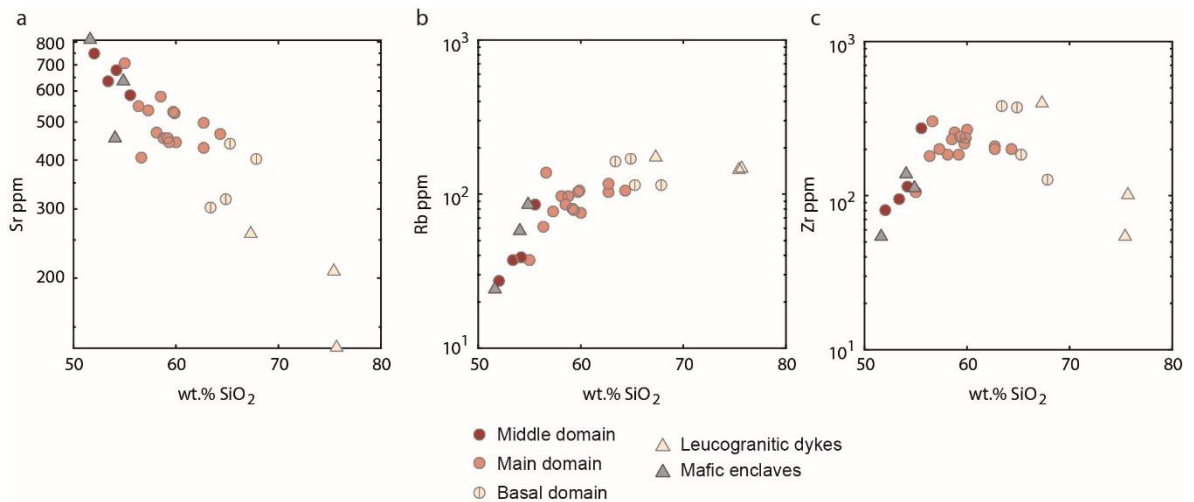 a
800
700
600
500
400
300
200
Sr ppm
50 60 70 80
wt.% SiO₂
b
10³
10²
10¹
Rb ppm
50 60 70 80
wt.% SiO₂
c
10³
10²
10¹
Zr ppm
50 60 70 80
wt.% SiO₂
Middle domain
Main domain
Basal domain
Leucogranitic dykes
Mafic enclaves